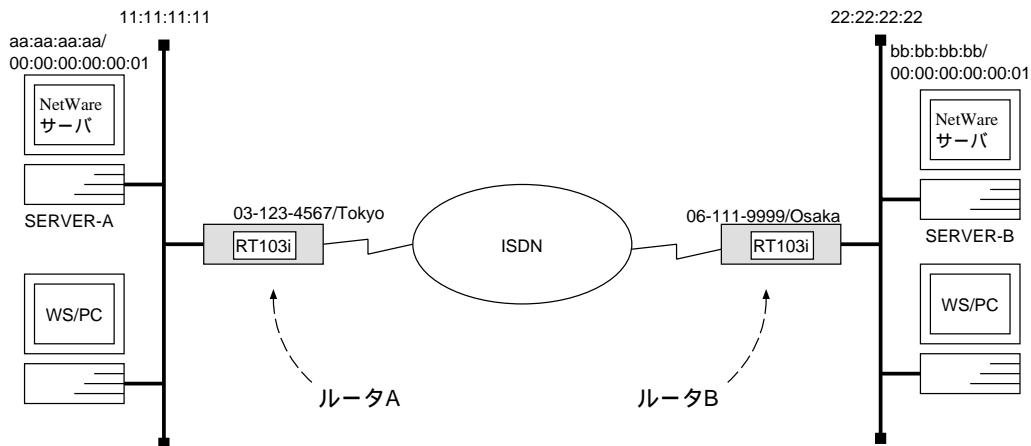 11:11:11:11
22:22:22:22
aa:aa:aa:aa/
00:00:00:00:00:01
bb:bb:bb:bb/
00:00:00:00:00:01
NetWare
サーバ
NetWare
サーバ
SERVER-A
SERVER-B
03-123-4567/Tokyo
06-111-9999/Osaka
RT103i
ISDN
RT103i
WS/PC
WS/PC
ルータA
ルータB